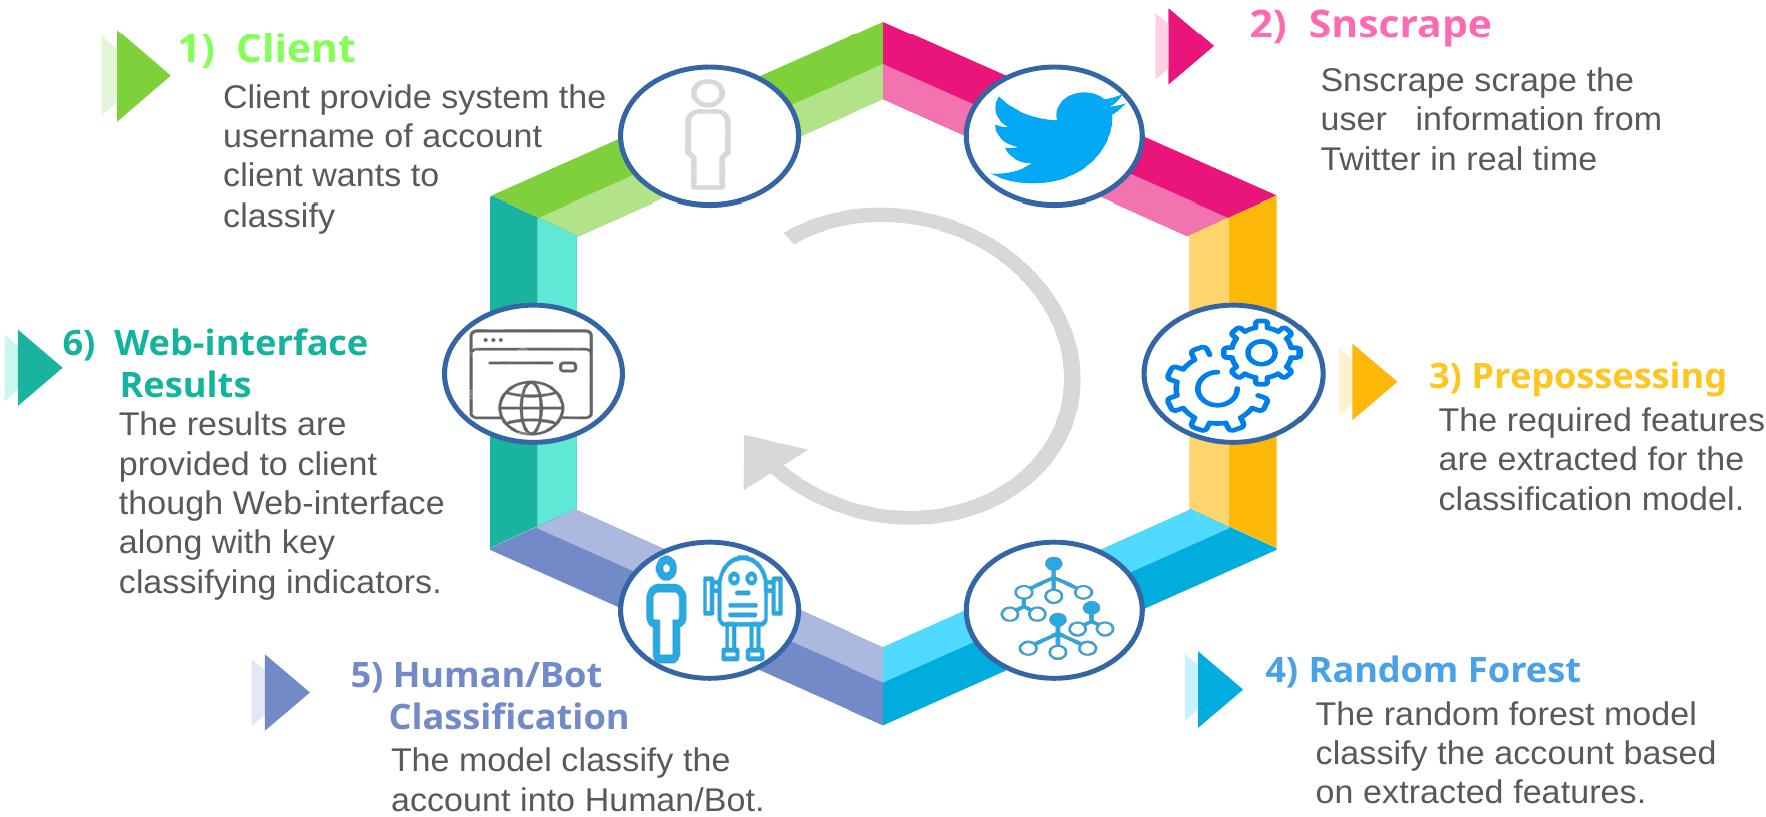 1) Client
Client provide system the
username of account
client wants to
classify
2) Snscrape
Snscrape scrape the
user information from
Twitter in real time
3) Prepossessing
The required features
are extracted for the
classification model.
4) Random Forest
The random forest model
classify the account based
on extracted features.
5) Human/Bot
Classification
The model classify the
account into Human/Bot.
6) Web-interface
Results
The results are
provided to client
though Web-interface
along with key
classifying indicators.